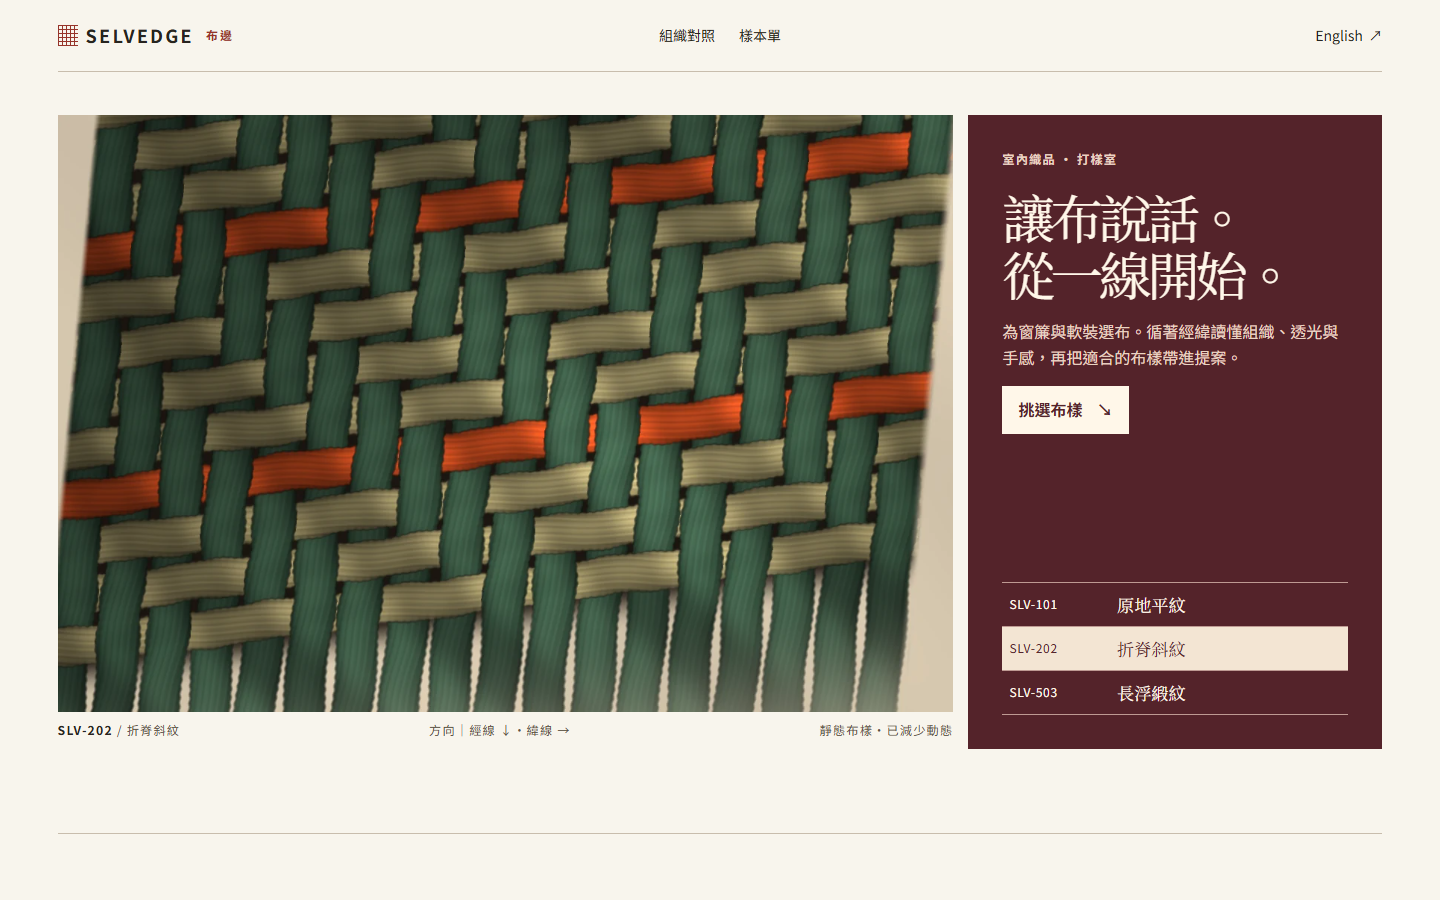 SELVEDGE 布邊
組織對照 樣本單
English ↗
室內織品 · 打樣室
讓布說話。
從一線開始。
為窗簾與軟裝選布。循著經緯讀懂組織、透光與
手感，再把適合的布樣帶進提案。
挑選布樣 ↘
SLV-101 原地平紋
SLV-202 折脊斜紋
SLV-503 長浮緞紋
SLV-202 / 折脊斜紋
方向｜經線 ↓・緯線 →
靜態布樣・已減少動態